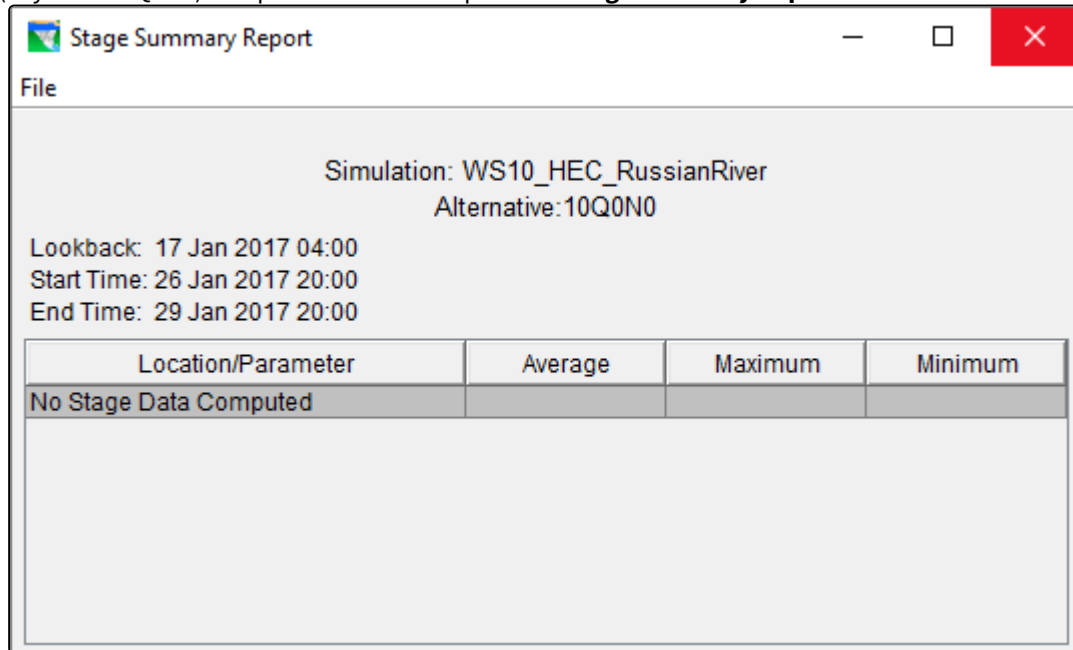 Stage Summary Report
File
Simulation: WS10_HEC_RussianRiver
Alternative:10Q0N0
Lookback: 17 Jan 2017 04:00
Start Time: 26 Jan 2017 20:00
End Time: 29 Jan 2017 20:00
Location/Parameter Average Maximum Minimum
No Stage Data Computed